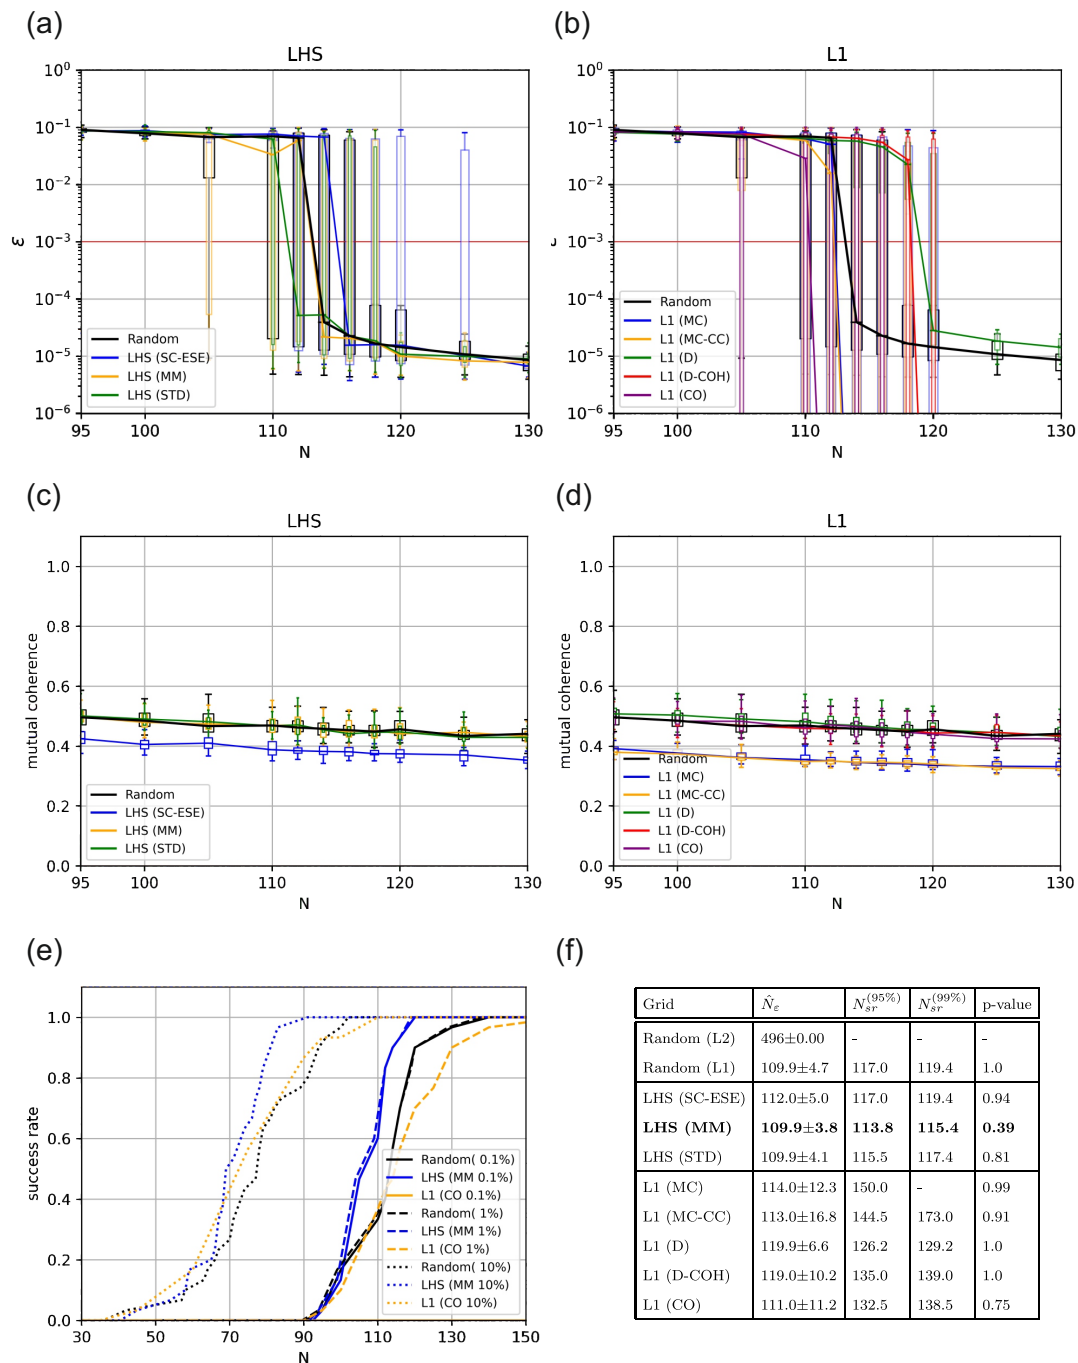 (a)
LHS
10^0
10^-1
10^-2
10^-3
10^-4
10^-5
10^-6
ε
95 100 110 120 130
N
Random
LHS (SC-ESE)
LHS (MM)
LHS (STD)
(b)
L1
10^0
10^-1
10^-2
10^-3
10^-4
10^-5
10^-6
95 100 110 120 130
N
Random
L1 (MC)
L1 (MC-CC)
L1 (D)
L1 (D-COH)
L1 (CO)
(c)
LHS
mutual coherence
1.0
0.8
0.6
0.4
0.2
0.0
95 100 110 120 130
N
Random
LHS (SC-ESE)
LHS (MM)
LHS (STD)
(d)
L1
mutual coherence
1.0
0.8
0.6
0.4
0.2
0.0
95 100 110 120 130
N
Random
L1 (MC)
L1 (MC-CC)
L1 (D)
L1 (D-COH)
L1 (CO)
(e)
success rate
1.0
0.8
0.6
0.4
0.2
0.0
30 50 70 90 110 130 150
N
Random( 0.1%)
LHS (MM 0.1%)
L1 (CO 0.1%)
Random( 1%)
LHS (MM 1%)
L1 (CO 1%)
Random( 10%)
LHS (MM 10%)
L1 (CO 10%)
(f)
Grid N̂_ε N_sr^(95%) N_sr^(99%) p-value
Random (L2) 496±0.00 - - -
Random (L1) 109.9±4.7 117.0 119.4 1.0
LHS (SC-ESE) 112.0±5.0 117.0 119.4 0.94
LHS (MM) 109.9±3.8 113.8 115.4 0.39
LHS (STD) 109.9±4.1 115.5 117.4 0.81
L1 (MC) 114.0±12.3 150.0 - 0.99
L1 (MC-CC) 113.0±16.8 144.5 173.0 0.91
L1 (D) 119.9±6.6 126.2 129.2 1.0
L1 (D-COH) 119.0±10.2 135.0 139.0 1.0
L1 (CO) 111.0±11.2 132.5 138.5 0.75